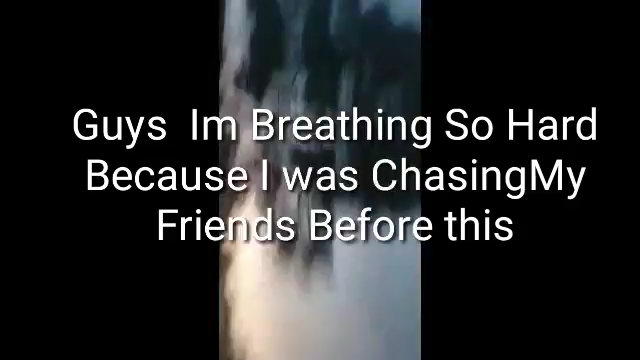 Guys  Im Breathing So Hard
Because I was ChasingMy
Friends Before this